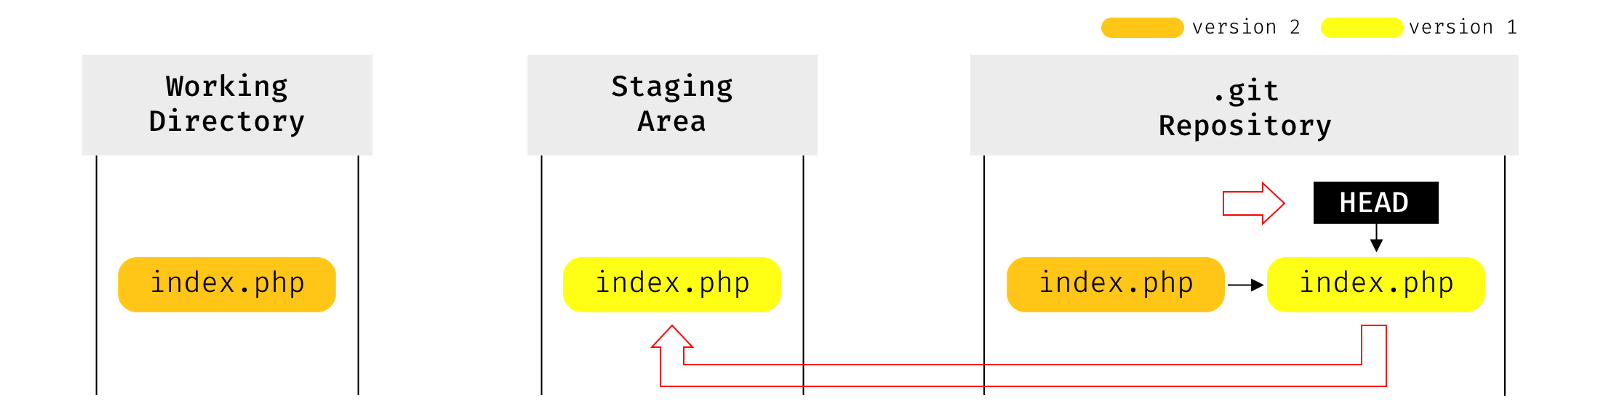 version 2
version 1
Working
Directory
Staging
Area
.git
Repository
HEAD
index.php
index.php
index.php
index.php